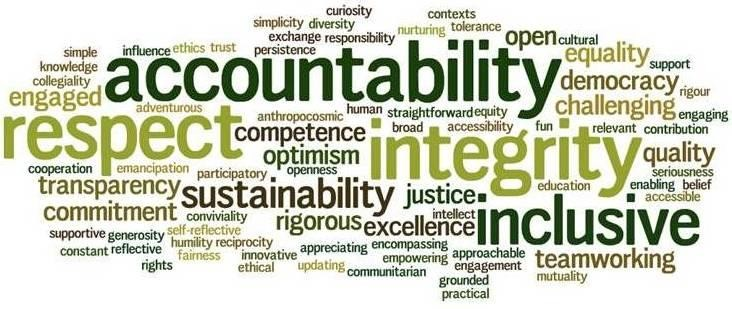 curiosity
simplicity diversity contexts
exchange responsibility nurturing tolerance
simple influence ethics trust persistence open cultural
knowledge accountability equality support
collegiality democracy rigour
engaged adventurous challenging
respect anthropocosmic human straightforward equity engaging
competence broad accessibility fun relevant contribution
optimism integrity quality
cooperation emancipation participatory openness seriousness
transparency sustainability justice education enabling belief
accessible
commitment conviviality rigorous excellence intellect inclusive
supportive generosity self-reflective
constant reflective humility reciprocity appreciating encompassing approachable teamworking
rights fairness innovative empowering engagement
ethical updating communitarian mutuality
grounded
practical